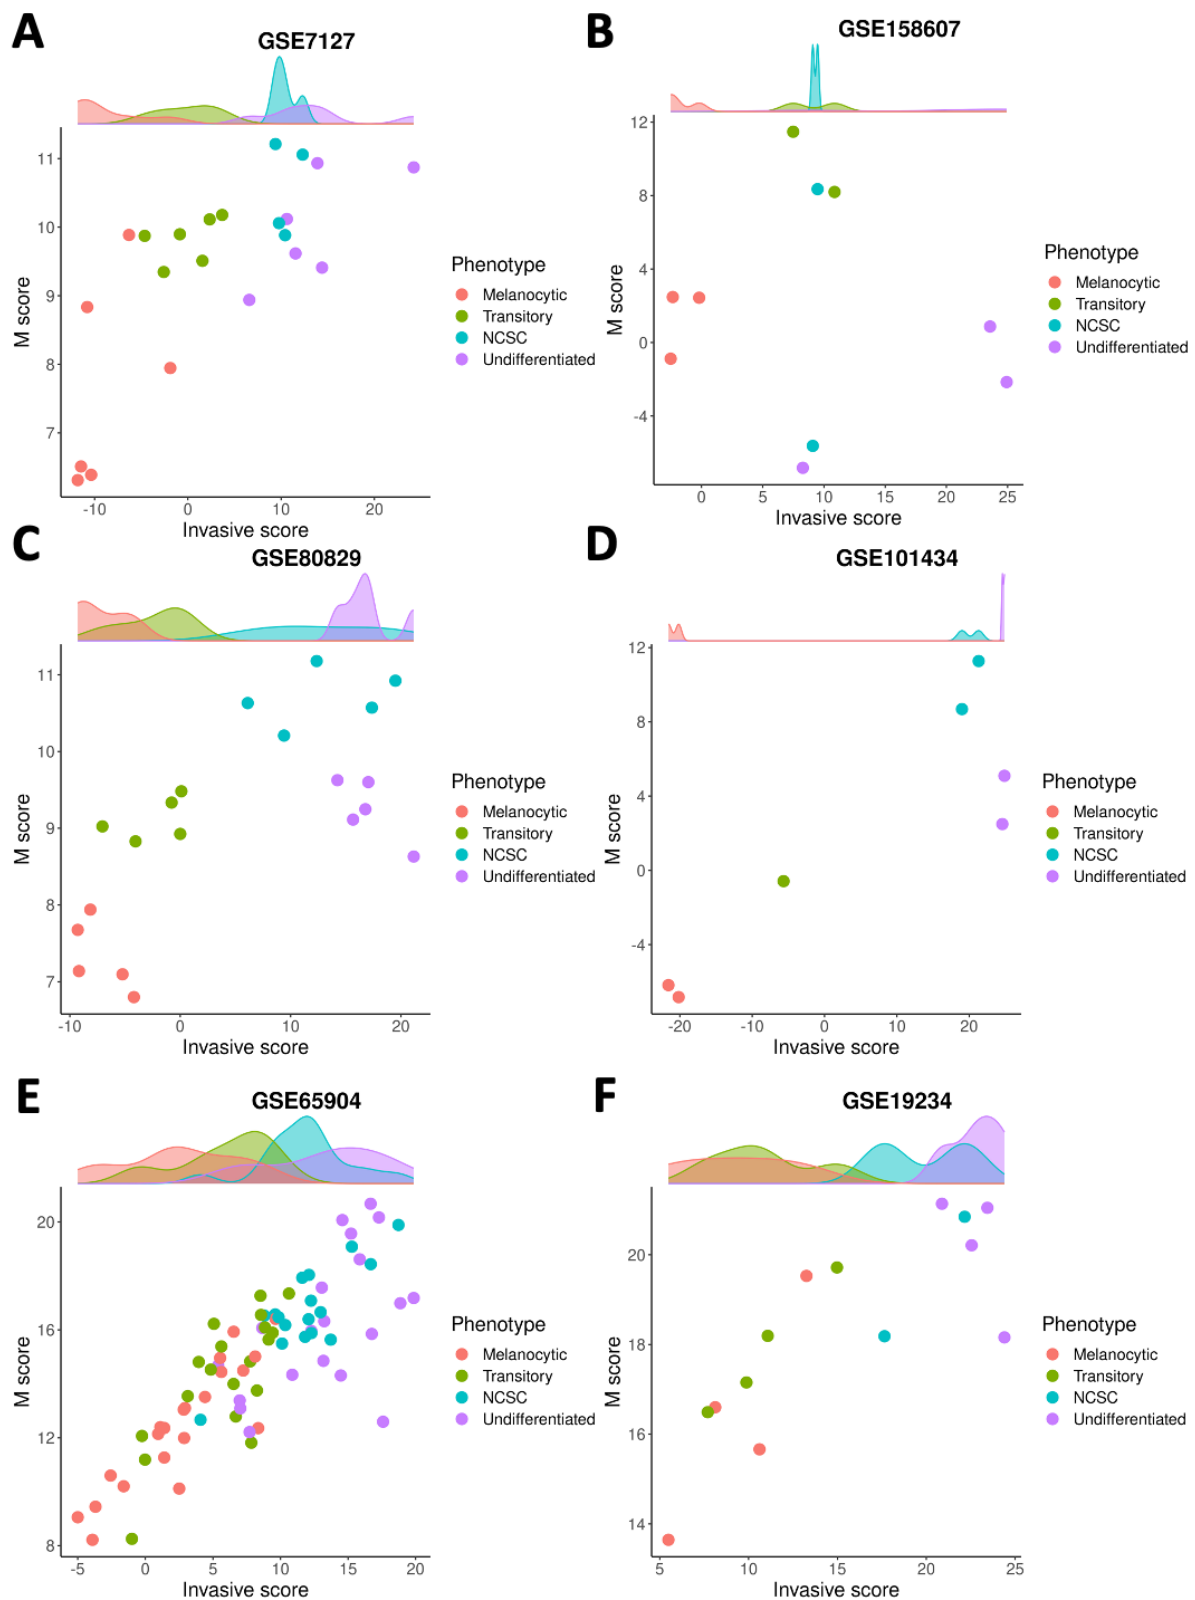 A
GSE7127
M score
11
10
9
8
7
-10
0
10
20
Invasive score
Phenotype
Melanocytic
Transitory
NCSC
Undifferentiated
B
GSE158607
M score
12
8
4
0
-4
0
5
10
15
20
25
Invasive score
Phenotype
Melanocytic
Transitory
NCSC
Undifferentiated
C
GSE80829
M score
11
10
9
8
7
-10
0
10
20
Invasive score
Phenotype
Melanocytic
Transitory
NCSC
Undifferentiated
D
GSE101434
M score
12
8
4
0
-4
-20
-10
0
10
20
Invasive score
Phenotype
Melanocytic
Transitory
NCSC
Undifferentiated
E
GSE65904
M score
20
16
12
8
-5
0
5
10
15
20
Invasive score
Phenotype
Melanocytic
Transitory
NCSC
Undifferentiated
F
GSE19234
M score
20
18
16
14
5
10
15
20
25
Invasive score
Phenotype
Melanocytic
Transitory
NCSC
Undifferentiated